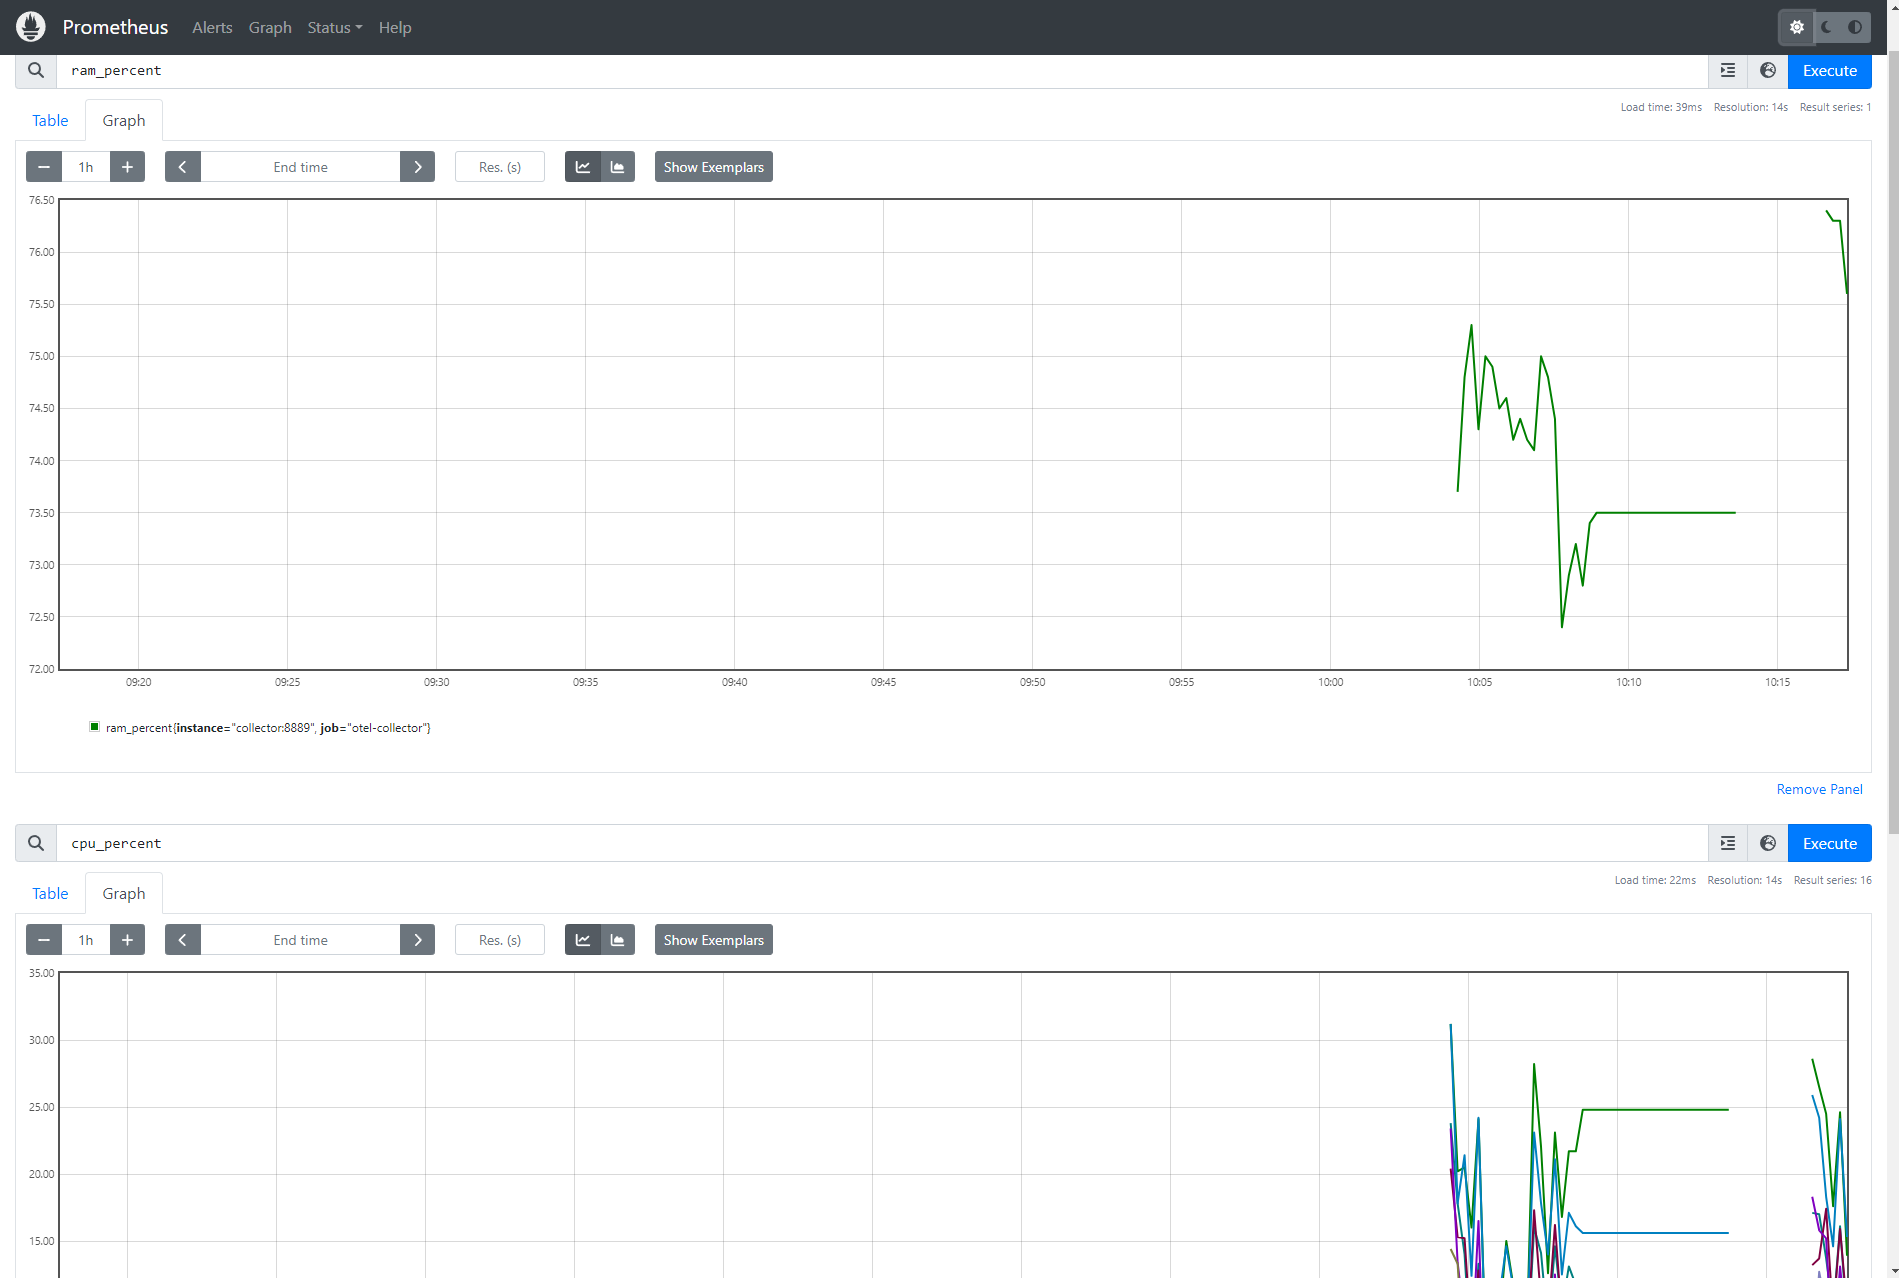 Prometheus Alerts Graph Status Help
ram_percent Execute
Table Graph Load time: 39ms Resolution: 14s Result series: 1
1h End time Res. (s) Show Exemplars
76.50
76.00
75.50
75.00
74.50
74.00
73.50
73.00
72.50
72.00
09:20 09:25 09:30 09:35 09:40 09:45 09:50 09:55 10:00 10:05 10:10 10:15
ram_percent{instance="collector:8889", job="otel-collector"}
Remove Panel
cpu_percent Execute
Table Graph Load time: 22ms Resolution: 14s Result series: 16
1h End time Res. (s) Show Exemplars
35.00
30.00
25.00
20.00
15.00